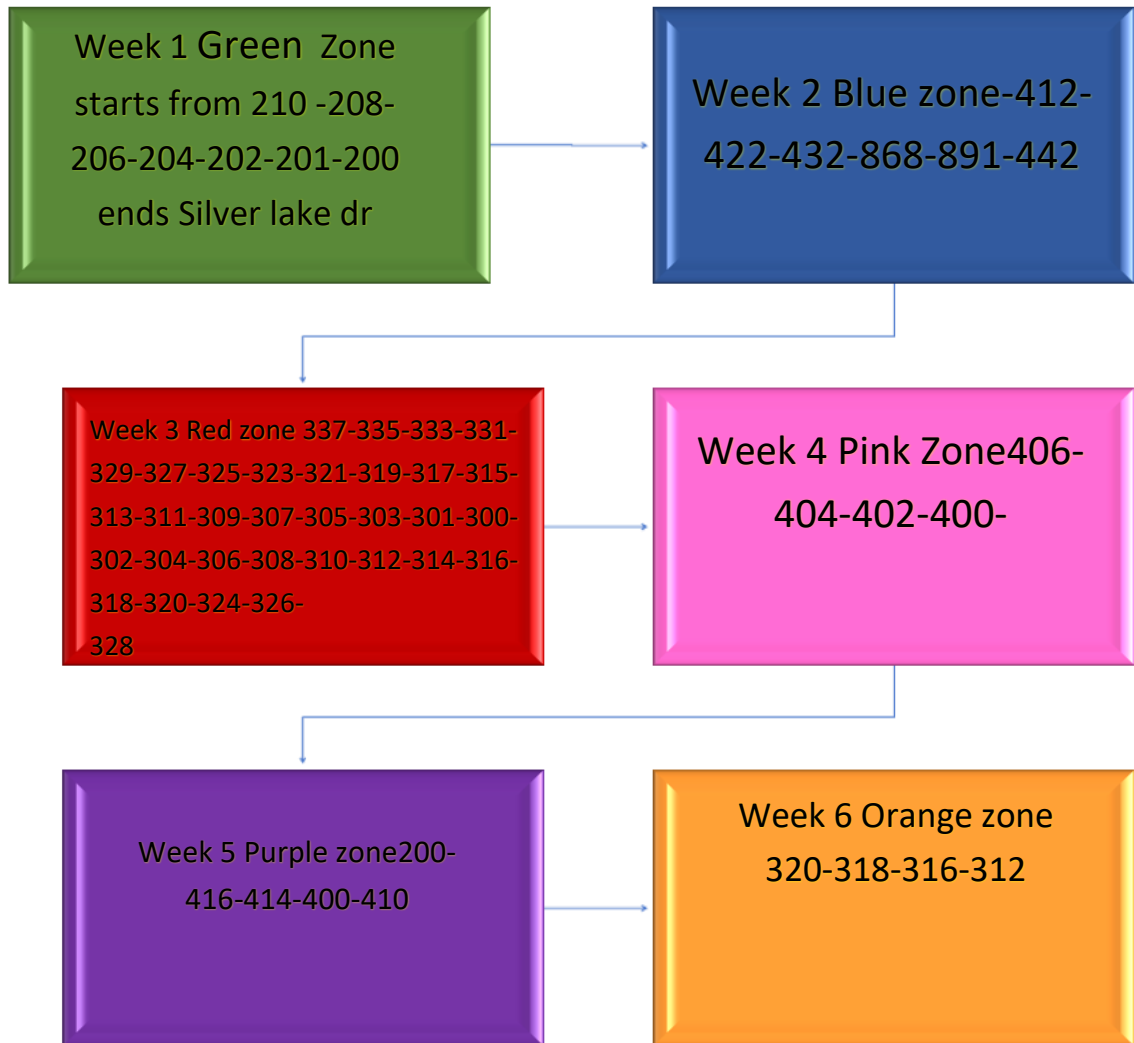 Week 1 Green Zone
starts from 210 -208-
206-204-202-201-200
ends Silver lake dr
Week 2 Blue zone-412-
422-432-868-891-442
Week 3 Red zone 337-335-333-331-
329-327-325-323-321-319-317-315-
313-311-309-307-305-303-301-300-
302-304-306-308-310-312-314-316-
318-320-324-326-
328
Week 4 Pink Zone406-
404-402-400-
Week 5 Purple zone200-
416-414-400-410
Week 6 Orange zone
320-318-316-312